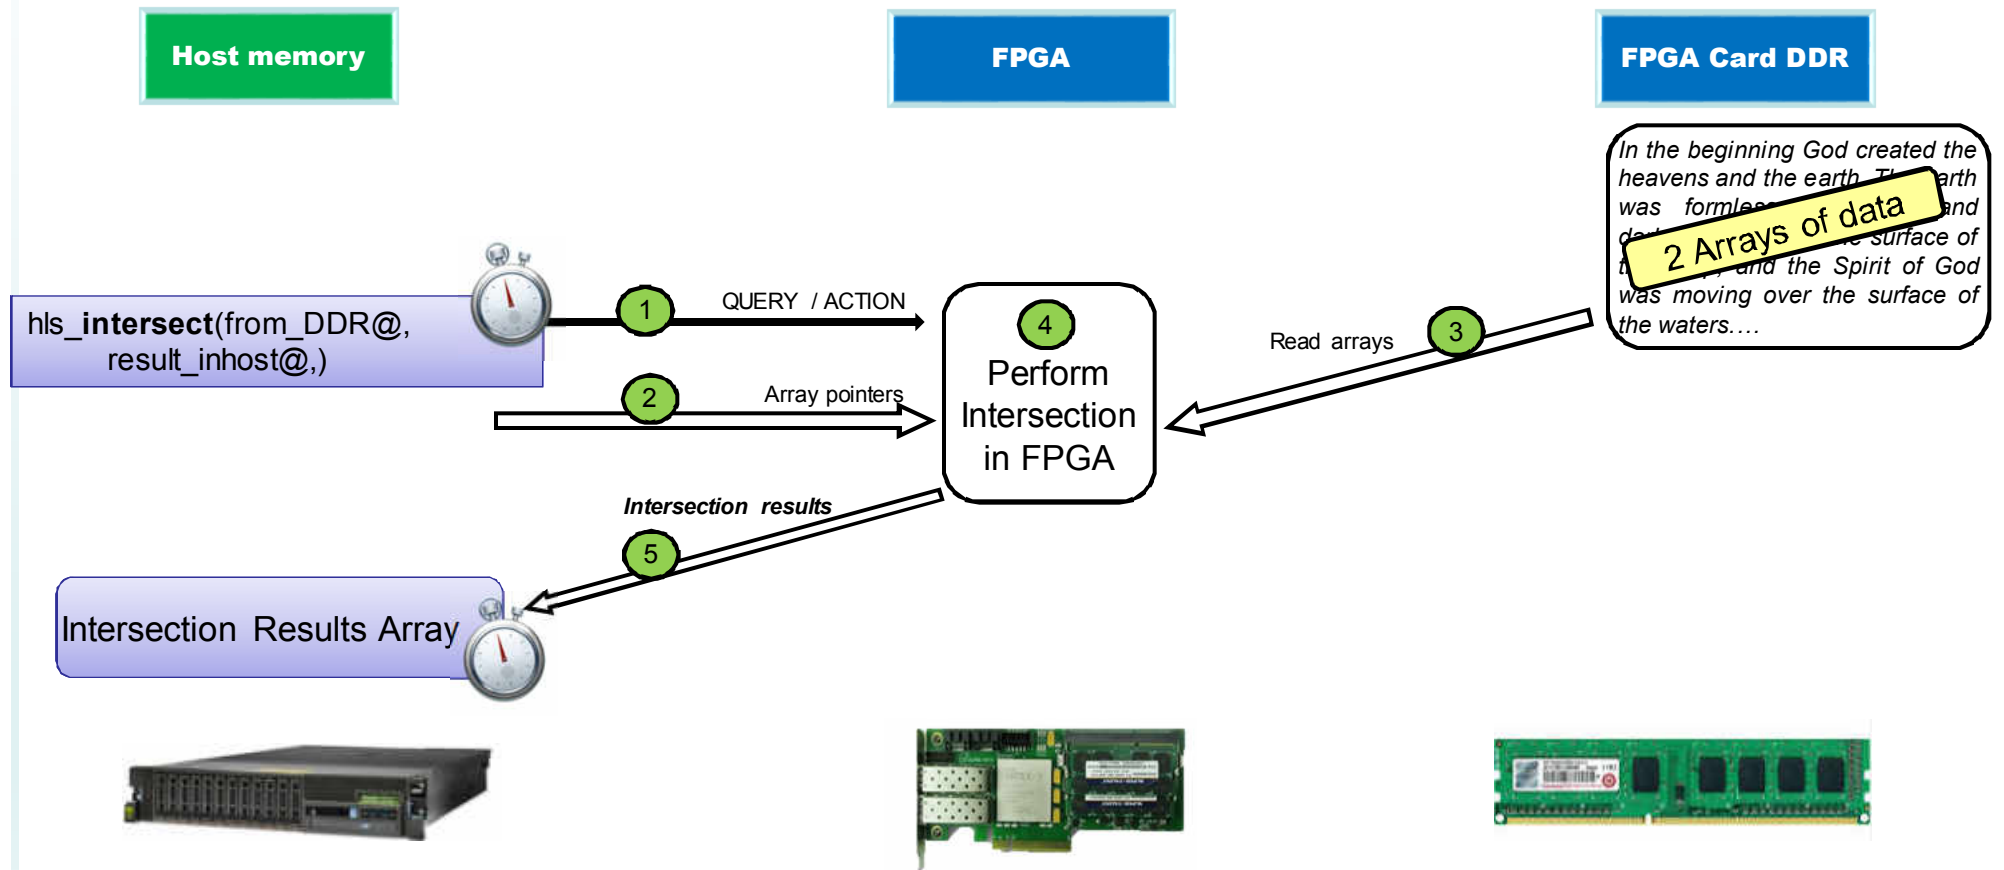 Host memory
FPGA
FPGA Card DDR
In the beginning God created the
heavens and the earth. The earth
was formless and
surface of
and the Spirit of God
was moving over the surface of
the waters....
2 Arrays of data
hls_intersect(from_DDR@,
result_inhost@,)
1
QUERY / ACTION
2
Array pointers
3
Read arrays
4
Perform
Intersection
in FPGA
Intersection results
5
Intersection Results Array